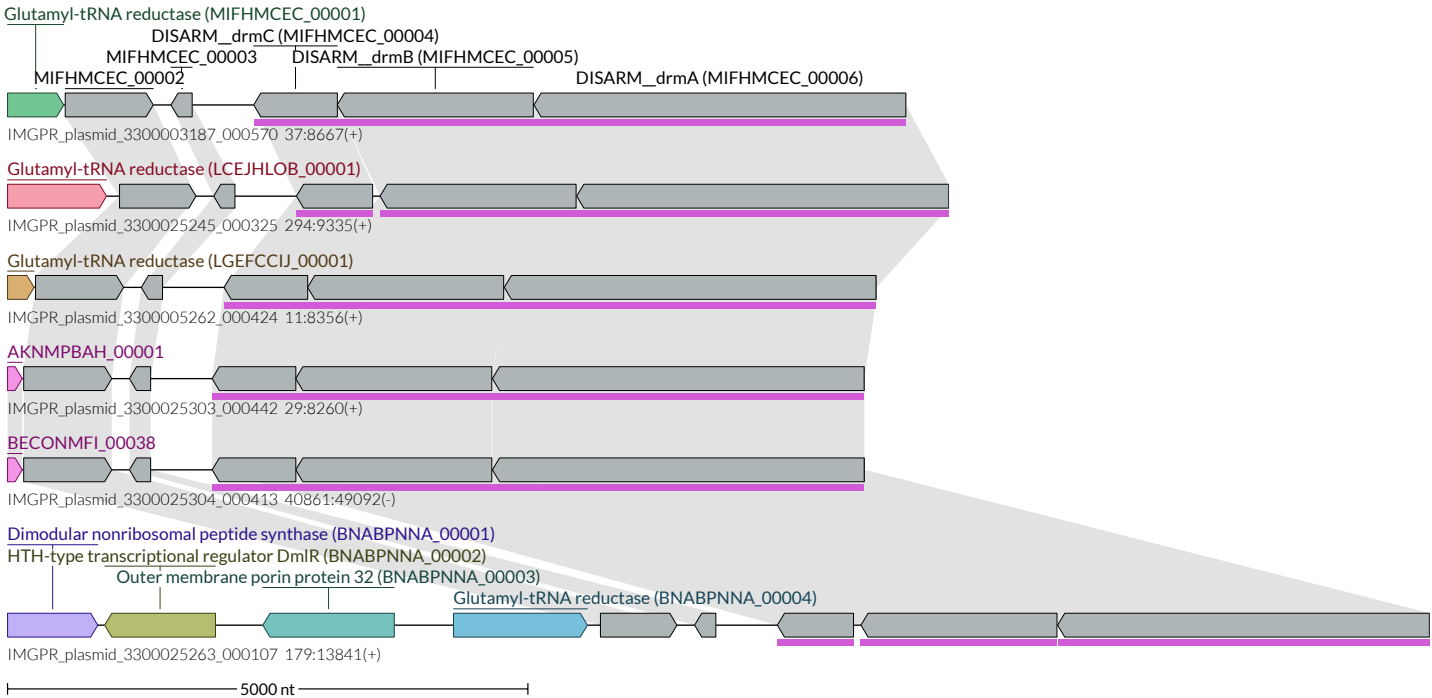 Glutamyl-tRNA reductase (MIFHMCEC_00001)
DISARM__drmC (MIFHMCEC_00004)
MIFHMCEC_00003 DISARM__drmB (MIFHMCEC_00005)
MIFHMCEC_00002 DISARM__drmA (MIFHMCEC_00006)
IMGPR_plasmid_3300003187_000570 37:8667(+)
Glutamyl-tRNA reductase (LCEJHLOB_00001)
IMGPR_plasmid_3300025245_000325 294:9335(+)
Glutamyl-tRNA reductase (LGEFCCIJ_00001)
IMGPR_plasmid_3300005262_000424 11:8356(+)
AKNMPBAH_00001
IMGPR_plasmid_3300025303_000442 29:8260(+)
BECONMFI_00038
IMGPR_plasmid_3300025304_000413 40861:49092(-)
Dimodular nonribosomal peptide synthase (BNABPNNA_00001)
HTH-type transcriptional regulator DmlR (BNABPNNA_00002)
Outer membrane porin protein 32 (BNABPNNA_00003)
Glutamyl-tRNA reductase (BNABPNNA_00004)
IMGPR_plasmid_3300025263_000107 179:13841(+)
5000 nt